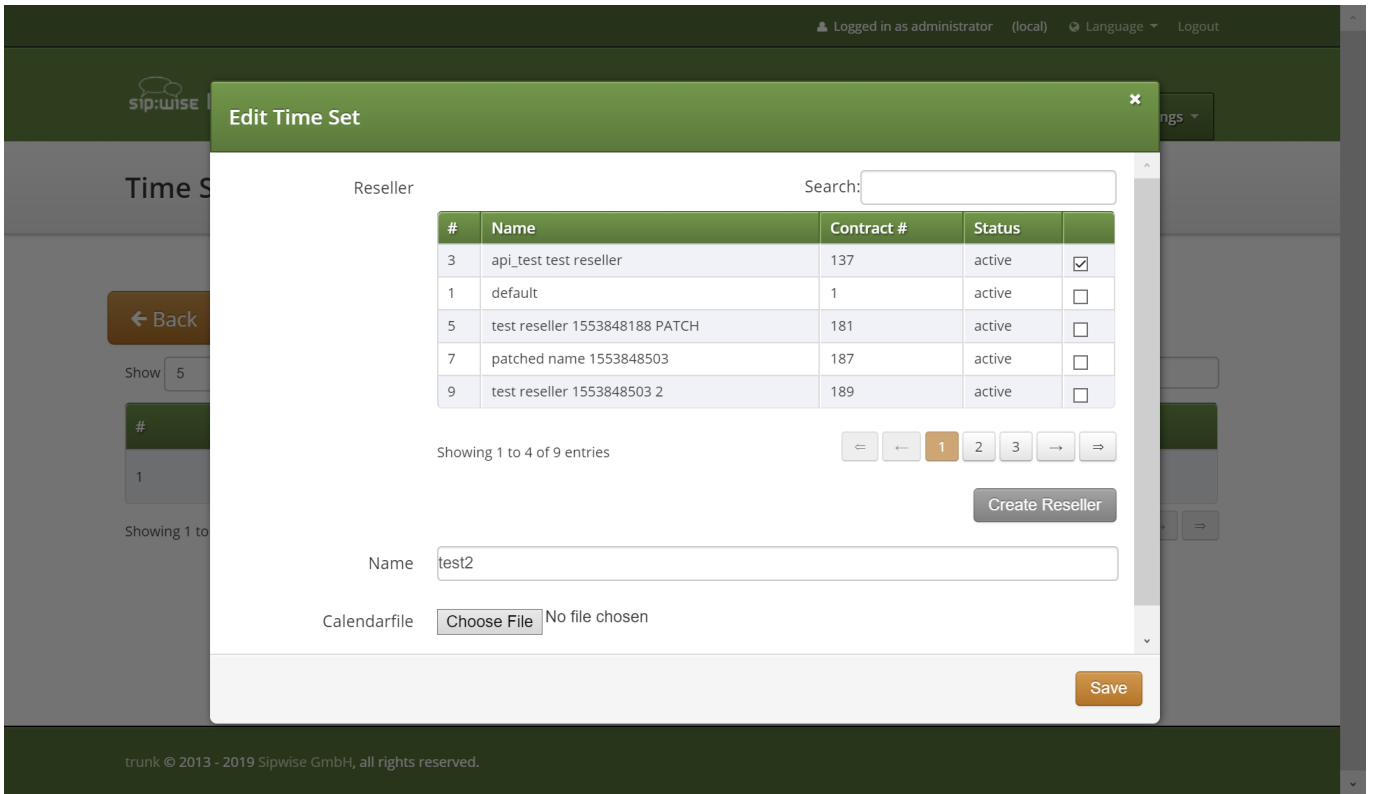 Logged in as administrator (local) Language Logout
sip:wise
ngs
Edit Time Set
Time S
Reseller Search:
# Name Contract # Status
3 api_test test reseller 137 active
1 default 1 active
5 test reseller 1553848188 PATCH 181 active
7 patched name 1553848503 187 active
9 test reseller 1553848503 2 189 active
← Back
Show 5
#
1
Showing 1 to
Showing 1 to 4 of 9 entries ⇐ ← 1 2 3 → ⇒
Create Reseller
⇒
Name test2
Calendarfile Choose File No file chosen
Save
trunk © 2013 - 2019 Sipwise GmbH, all rights reserved.